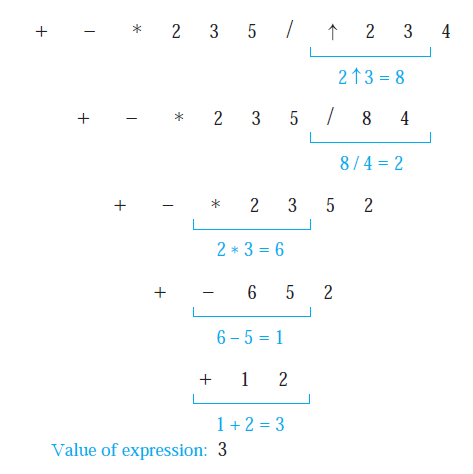 + − * 2 3 5 / ↑ 2 3 4
2 ↑ 3 = 8
+ − * 2 3 5 / 8 4
8 / 4 = 2
+ − * 2 3 5 2
2 * 3 = 6
+ − 6 5 2
6 − 5 = 1
+ 1 2
1 + 2 = 3
Value of expression: 3